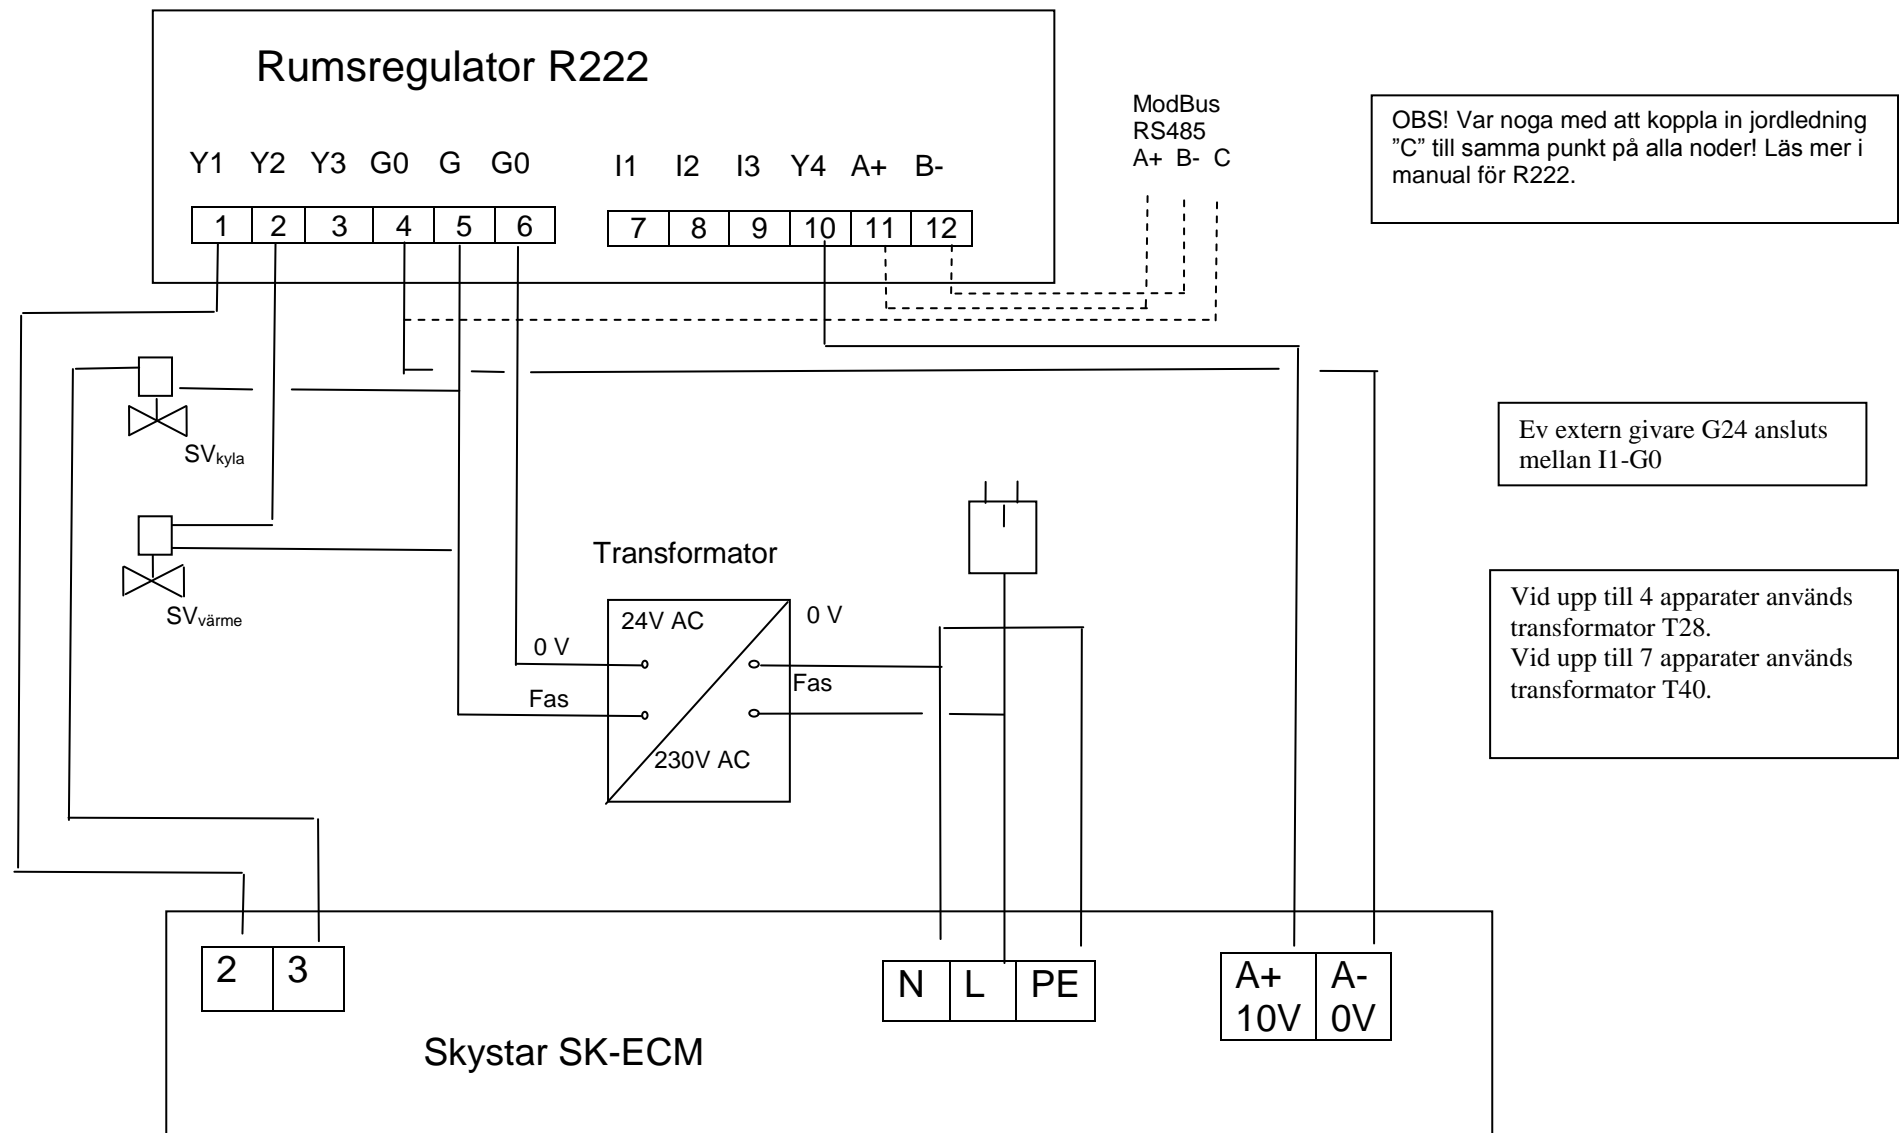 Rumsregulator R222
Y1 Y2 Y3 G0 G G0
I1 I2 I3 Y4 A+ B-
1 2 3 4 5 6
7 8 9 10 11 12
ModBus
RS485
A+ B- C
OBS! Var noga med att koppla in jordledning
"C" till samma punkt på alla noder! Läs mer i
manual för R222.
SVkyla
Ev extern givare G24 ansluts
mellan I1-G0
SVvärme
Transformator
24V AC
0 V
0 V
Fas
Fas
230V AC
Vid upp till 4 apparater används
transformator T28.
Vid upp till 7 apparater används
transformator T40.
2 3
N L PE
A+ A-
10V 0V
Skystar SK-ECM